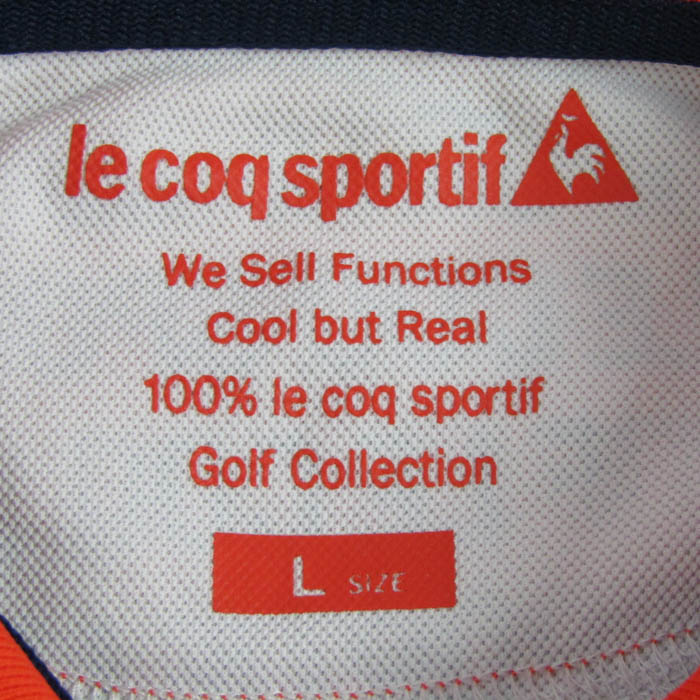 le coq sportif
We Sell Functions
Cool but Real
100% le coq sportif
Golf Collection
L SIZE